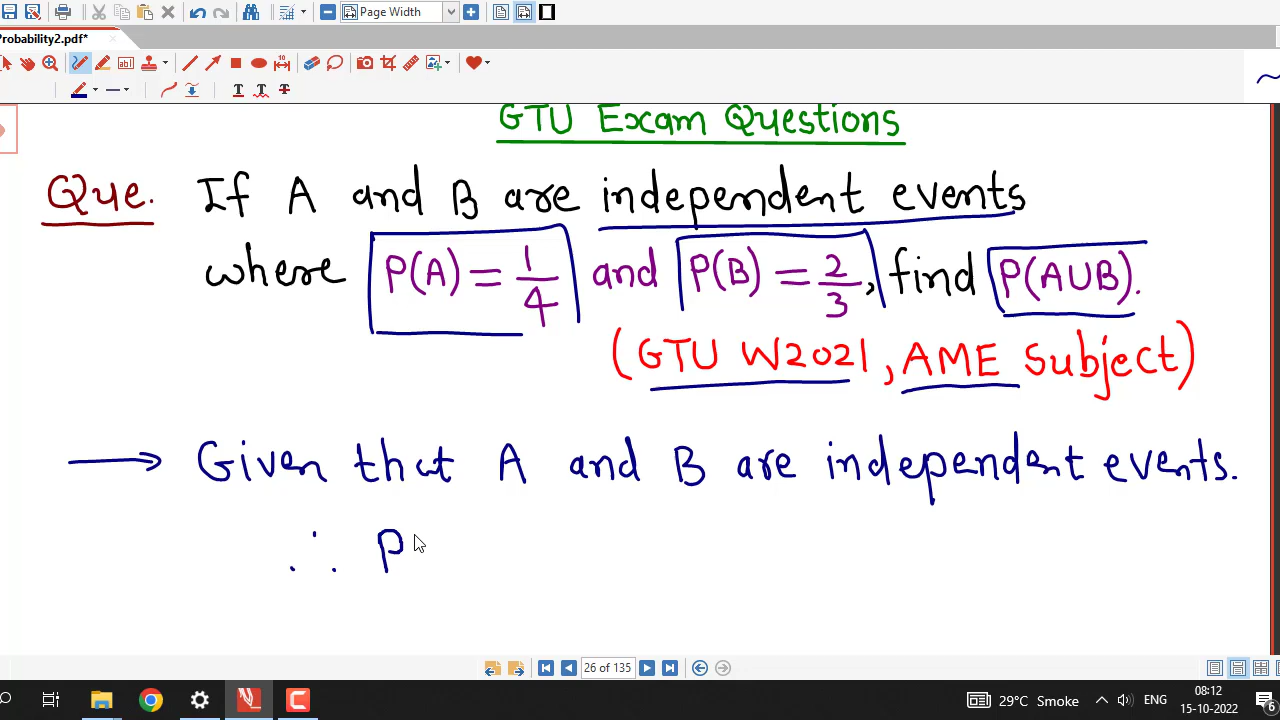 Page Width
Probability2.pdf*
GTU Exam Questions
Que. If A and B are independent events
where P(A) = 1/4 and P(B) = 2/3, find P(AUB).
(GTU W2021, AME Subject)
→ Given that A and B are independent events.
∴ P
26 of 135
29°C Smoke ENG 08:12
15-10-2022
6